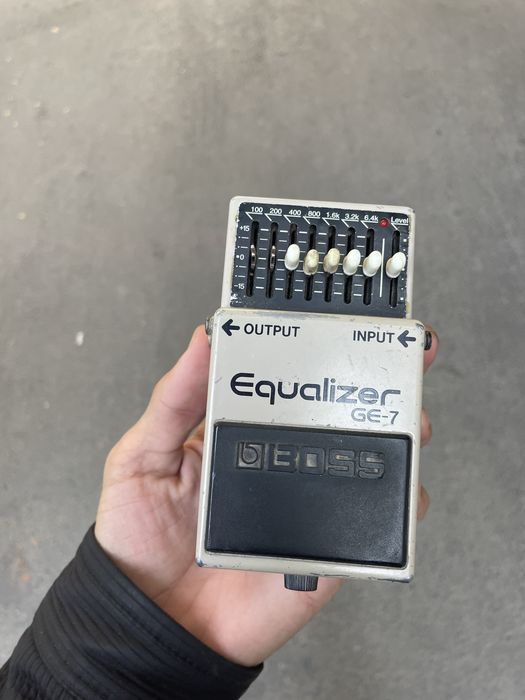 100 200 400 800 1.6k 3.2k 6.4k Level
+15
+0
-15
OUTPUT INPUT
Equalizer
GE-7
BOSS